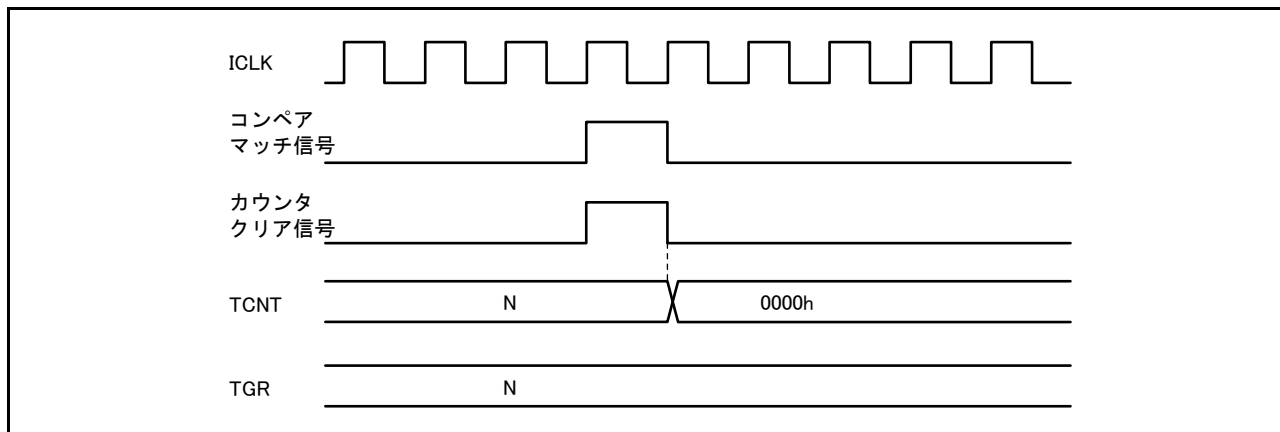 ICLK
コンペア
マッチ信号
カウンタ
クリア信号
TCNT
N
0000h
TGR
N